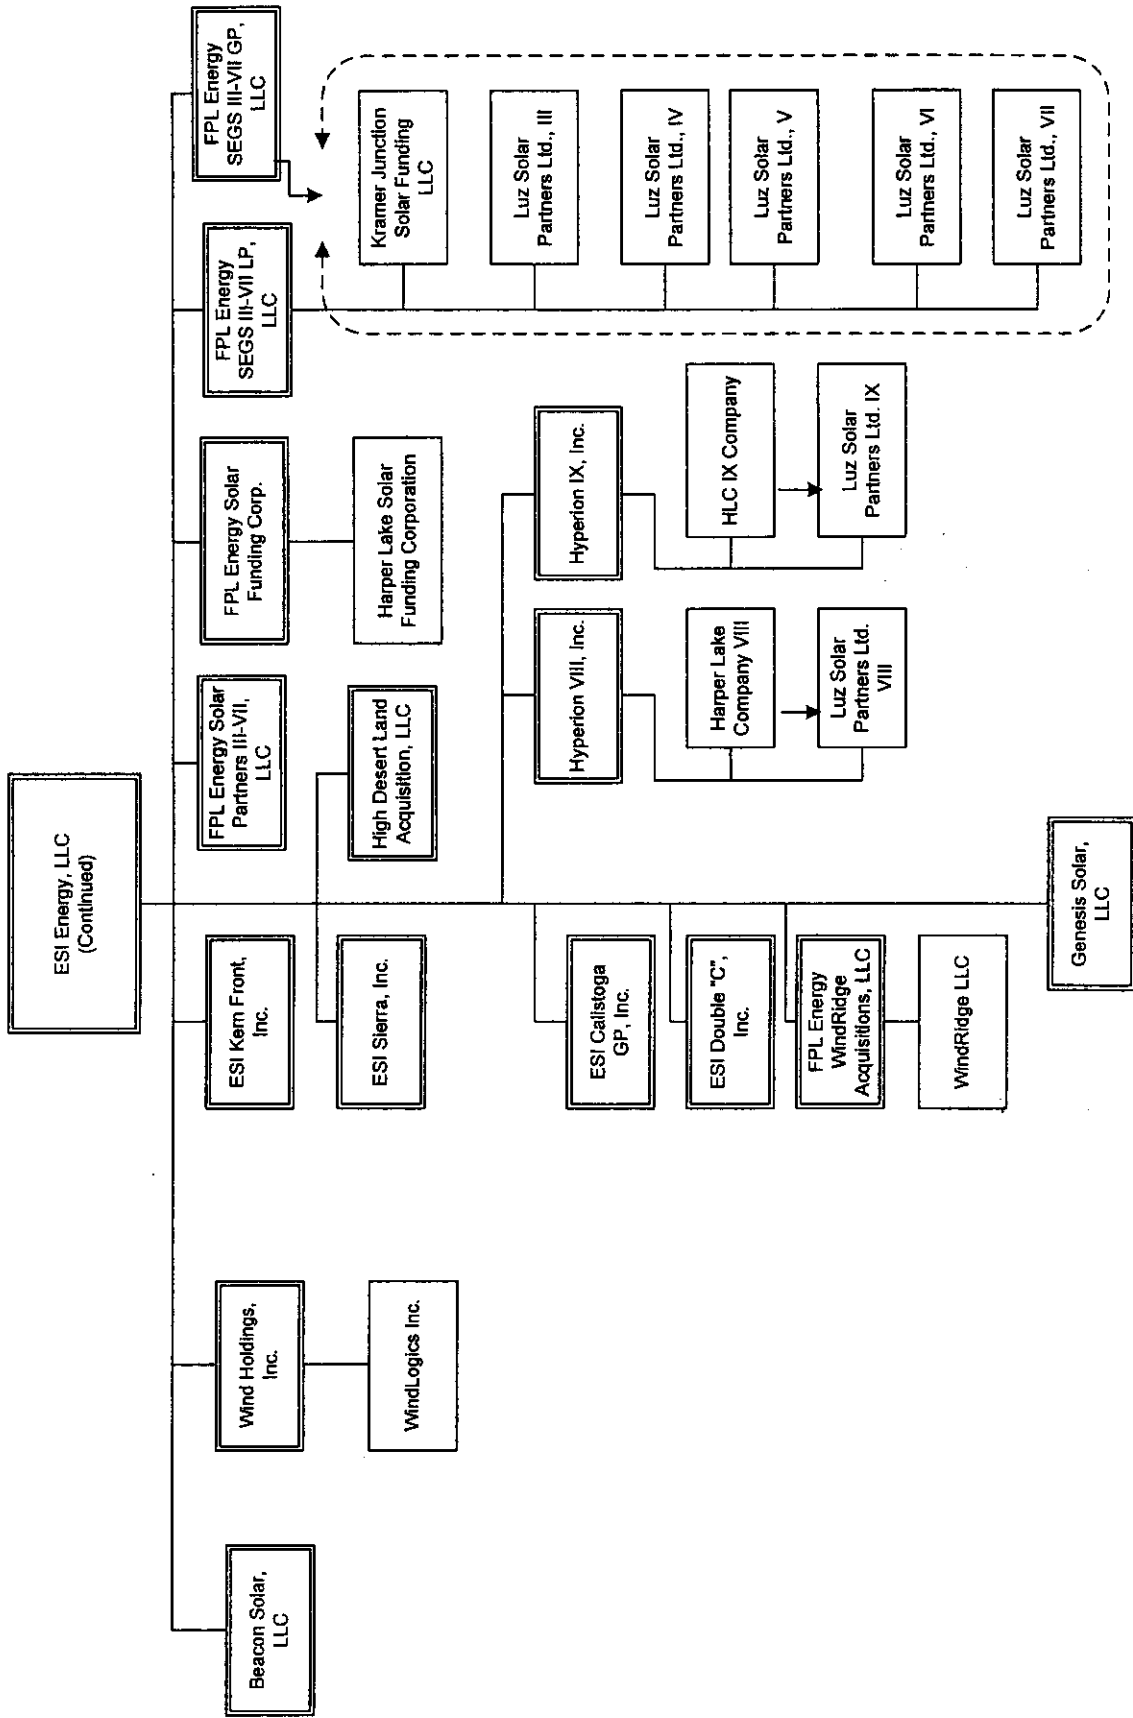 ESI Energy, LLC
(Continued)
Beacon Solar,
LLC
Wind Holdings,
Inc.
WindLogics Inc.
ESI Kern Front,
Inc.
ESI Sierra, Inc.
FPL Energy Solar
Partners III-VII,
LLC
High Desert Land
Acquisition, LLC
FPL Energy Solar
Funding Corp.
Harper Lake Solar
Funding Corporation
FPL Energy
SEGS III-VII LP,
LLC
FPL Energy
SEGS III-VII GP,
LLC
Kramer Junction
Solar Funding
LLC
Luz Solar
Partners Ltd., III
Luz Solar
Partners Ltd., IV
Luz Solar
Partners Ltd., V
Luz Solar
Partners Ltd., VI
Luz Solar
Partners Ltd., VII
Hyperion VIII, Inc.
Harper Lake
Company VIII
Luz Solar
Partners Ltd.
VIII
Hyperion IX, Inc.
HLC IX Company
Luz Solar
Partners Ltd. IX
ESI Calistoga
GP, Inc.
ESI Double "C",
Inc.
FPL Energy
WindRidge
Acquisitions, LLC
WindRidge LLC
Genesis Solar,
LLC